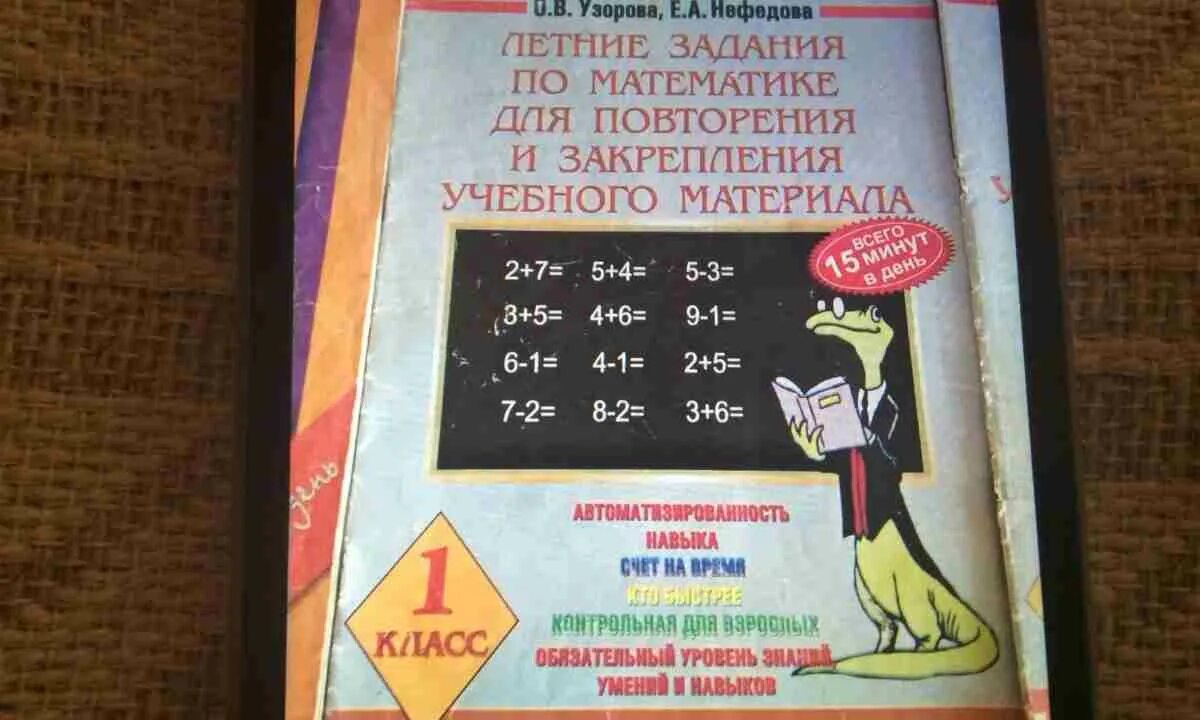 О.В. Узорова, Е.А. Нефедова
ЛЕТНИЕ ЗАДАНИЯ
ПО МАТЕМАТИКЕ
ДЛЯ ПОВТОРЕНИЯ
И ЗАКРЕПЛЕНИЯ
УЧЕБНОГО МАТЕРИАЛА
ВСЕГО
15 МИНУТ
В ДЕНЬ
2+7= 5+4= 5-3=
3+5= 4+6= 9-1=
6-1= 4-1= 2+5=
7-2= 8-2= 3+6=
АВТОМАТИЗИРОВАННОСТЬ
НАВЫКА
СЧЕТ НА ВРЕМЯ
КТО БЫСТРЕЕ
КОНТРОЛЬНАЯ ДЛЯ ВЗРОСЛЫХ
ОБЯЗАТЕЛЬНЫЙ УРОВЕНЬ ЗНАНИЙ,
УМЕНИЙ И НАВЫКОВ
1
КЛАСС
день